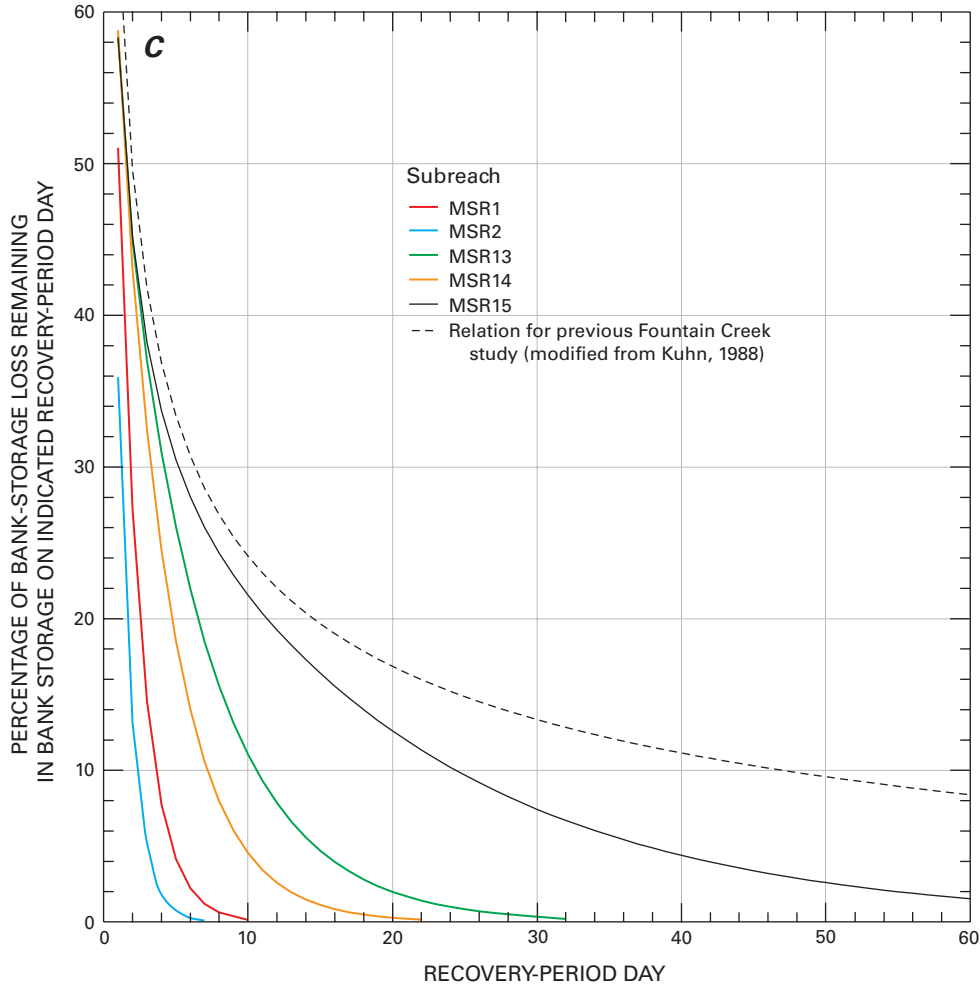 C
PERCENTAGE OF BANK-STORAGE LOSS REMAINING
IN BANK STORAGE ON INDICATED RECOVERY-PERIOD DAY
60
50
40
30
20
10
0
Subreach
MSR1
MSR2
MSR13
MSR14
MSR15
Relation for previous Fountain Creek
study (modified from Kuhn, 1988)
0 10 20 30 40 50 60
RECOVERY-PERIOD DAY